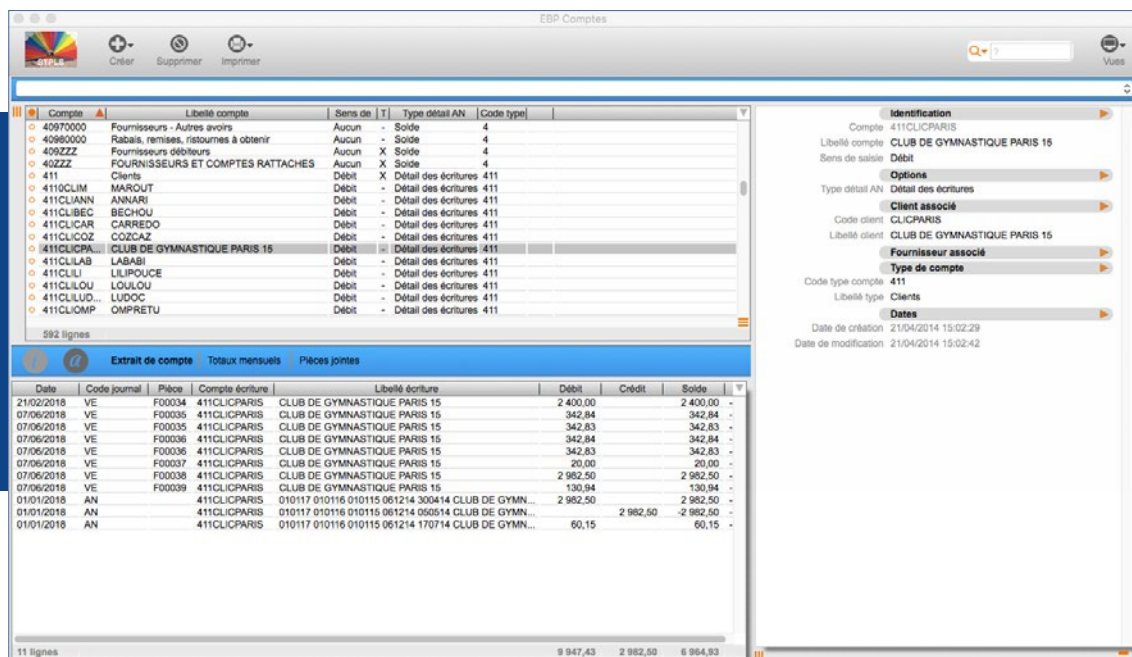 EBP Comptes
STPLB
Créer Supprimer Imprimer
?
Vues
Compte Libellé compte Sens de T Type détail AN Code type
40970000 Fournisseurs - Autres avoirs Aucun - Solde 4
40980000 Rabais, remises, ristournes à obtenir Aucun - Solde 4
409ZZZ Fournisseurs débiteurs Aucun X Solde 4
40ZZZ FOURNISSEURS ET COMPTES RATTACHES Aucun X Solde 4
411 Clients Débit X Détail des écritures 411
4110CLIM MAROUT Débit - Détail des écritures 411
411CLIANN ANNARI Débit - Détail des écritures 411
411CLIBEC BECHOU Débit - Détail des écritures 411
411CLICAR CARREDO Débit - Détail des écritures 411
411CLICOZ COZCAZ Débit - Détail des écritures 411
411CLICPA... CLUB DE GYMNASTIQUE PARIS 15 Débit - Détail des écritures 411
411CLILAB LABABI Débit - Détail des écritures 411
411CLILI LILIPOUCE Débit - Détail des écritures 411
411CLILOU LOULOU Débit - Détail des écritures 411
411CLILUD... LUDOC Débit - Détail des écritures 411
411CLIOMP OMPRETU Débit - Détail des écritures 411
592 lignes
Identification
Compte 411CLICPARIS
Libellé compte CLUB DE GYMNASTIQUE PARIS 15
Sens de saisie Débit
Options
Type détail AN Détail des écritures
Client associé
Code client CLICPARIS
Libellé client CLUB DE GYMNASTIQUE PARIS 15
Fournisseur associé
Type de compte
Code type compte 411
Libellé type Clients
Dates
Date de création 21/04/2014 15:02:29
Date de modification 21/04/2014 15:02:42
Extrait de compte Totaux mensuels Pièces jointes
Date Code journal Pièce Compte écriture Libellé écriture Débit Crédit Solde
21/02/2018 VE F00034 411CLICPARIS CLUB DE GYMNASTIQUE PARIS 15 2 400,00 2 400,00 -
07/06/2018 VE F00035 411CLICPARIS CLUB DE GYMNASTIQUE PARIS 15 342,84 342,84 -
07/06/2018 VE F00035 411CLICPARIS CLUB DE GYMNASTIQUE PARIS 15 342,83 342,83 -
07/06/2018 VE F00036 411CLICPARIS CLUB DE GYMNASTIQUE PARIS 15 342,84 342,84 -
07/06/2018 VE F00036 411CLICPARIS CLUB DE GYMNASTIQUE PARIS 15 342,83 342,83 -
07/06/2018 VE F00037 411CLICPARIS CLUB DE GYMNASTIQUE PARIS 15 20,00 20,00 -
07/06/2018 VE F00038 411CLICPARIS CLUB DE GYMNASTIQUE PARIS 15 2 982,50 2 982,50 -
07/06/2018 VE F00039 411CLICPARIS CLUB DE GYMNASTIQUE PARIS 15 130,94 130,94 -
01/01/2018 AN 411CLICPARIS 010117 010116 010115 061214 300414 CLUB DE GYMN... 2 982,50 2 982,50 -
01/01/2018 AN 411CLICPARIS 010117 010116 010115 061214 050514 CLUB DE GYMN... 2 982,50 -2 982,50 -
01/01/2018 AN 411CLICPARIS 010117 010116 010115 061214 170714 CLUB DE GYMN... 60,15 60,15 -
11 lignes 9 947,43 2 982,50 6 964,93